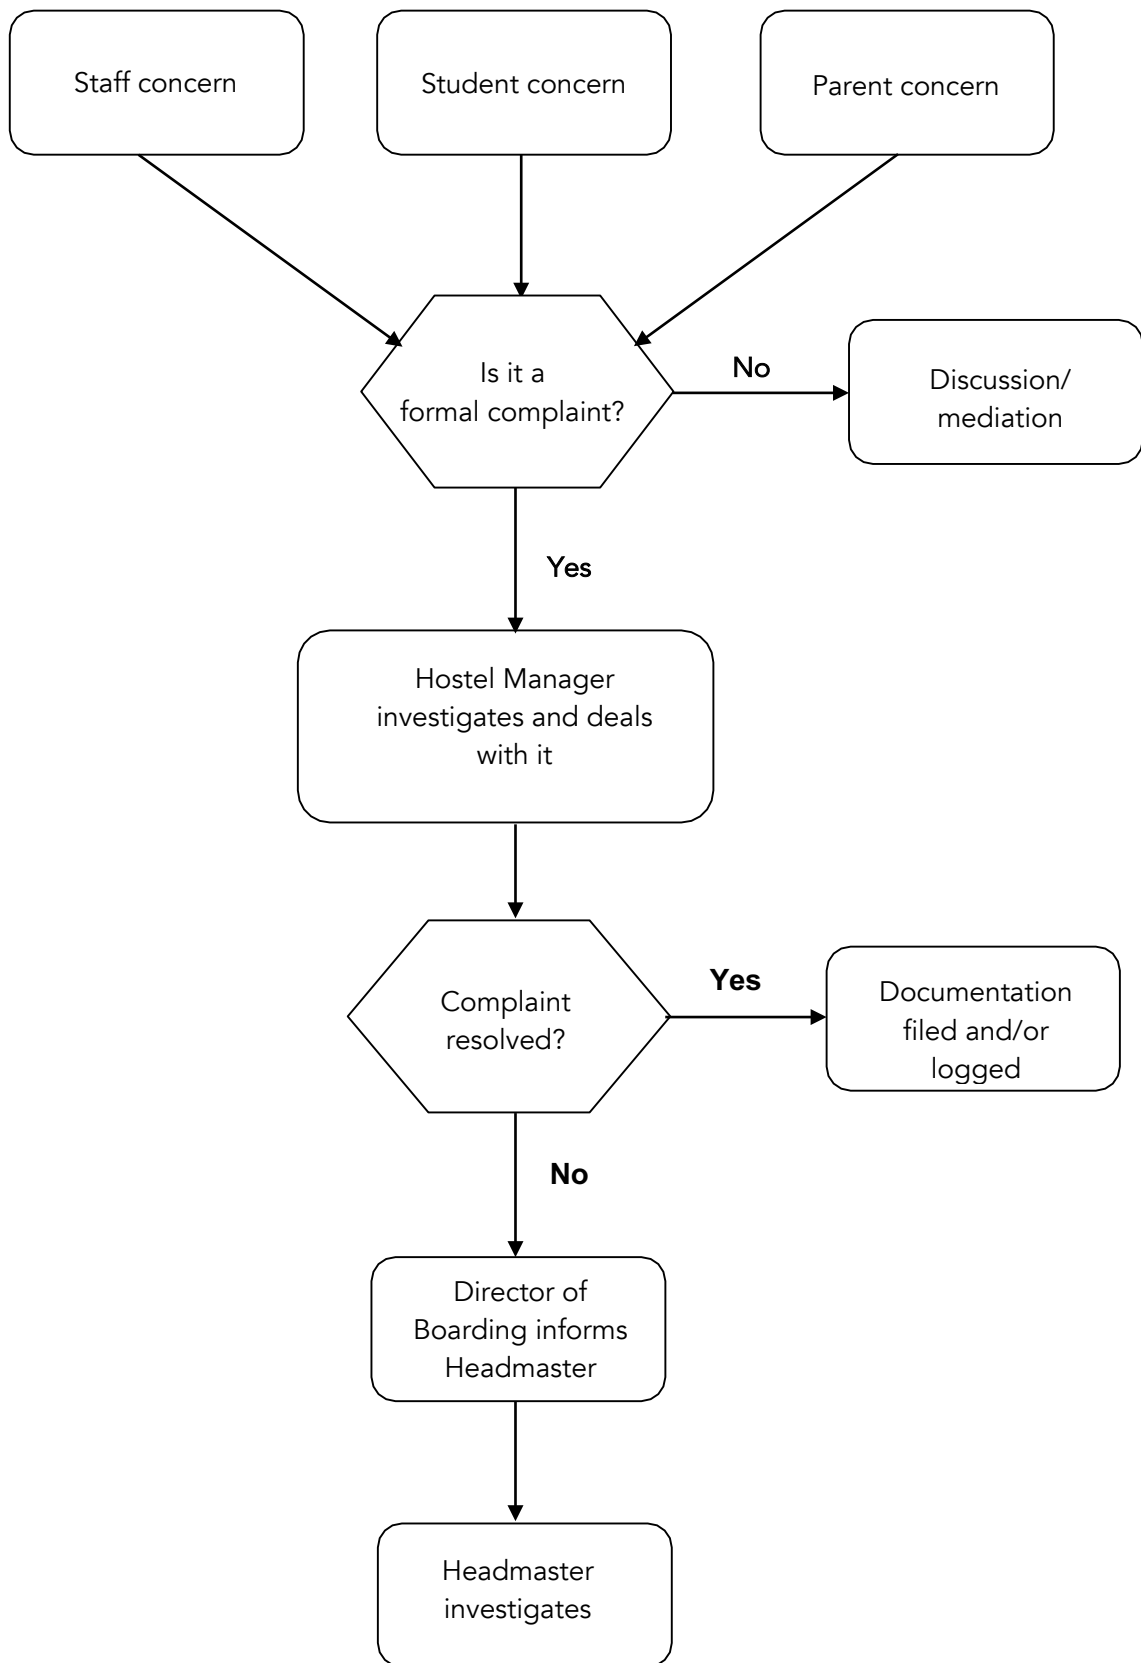 Staff concern
Student concern
Parent concern
Is it a
formal complaint?
No
Discussion/
mediation
Yes
Hostel Manager
investigates and deals
with it
Complaint
resolved?
Yes
Documentation
filed and/or
logged
No
Director of
Boarding informs
Headmaster
Headmaster
investigates